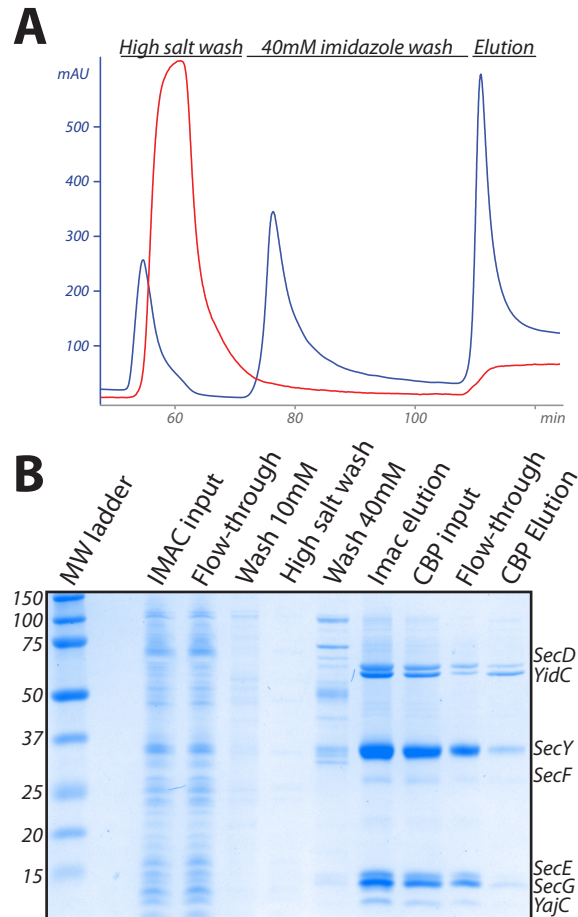 A
High salt wash 40mM imidazole wash Elution
mAU
500
400
300
200
100
60 80 100 min
B
MW ladder
IMAC input
Flow-through
Wash 10mM
High salt wash
Wash 40mM
Imac elution
CBP input
Flow-through
CBP Elution
150
100
75
50
37
25
20
15
SecD
YidC
SecY
SecF
SecE
SecG
YajC